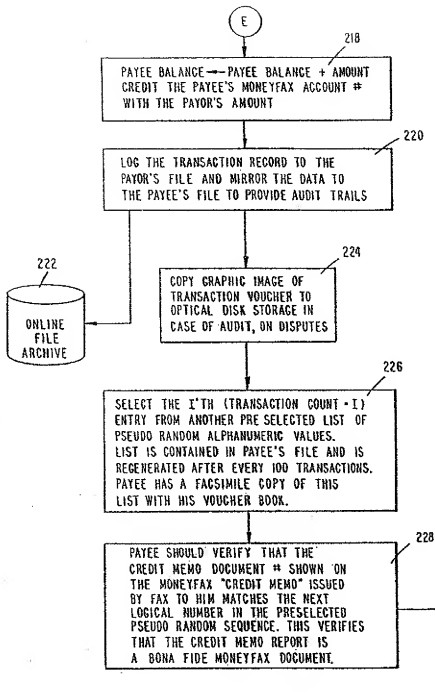 E
218
PAYEE BALANCE ← PAYEE BALANCE + AMOUNT
CREDIT THE PAYEE'S MONEYFAX ACCOUNT #
WITH THE PAYOR'S AMOUNT
220
LOG THE TRANSACTION RECORD TO THE
PAYOR'S FILE AND MIRROR THE DATA TO
THE PAYEE'S FILE TO PROVIDE AUDIT TRAILS
222
ONLINE
FILE
ARCHIVE
224
COPY GRAPHIC IMAGE OF
TRANSACTION VOUCHER TO
OPTICAL DISK STORAGE IN
CASE OF AUDIT, ON DISPUTES
226
SELECT THE I'TH (TRANSACTION COUNT = I)
ENTRY FROM ANOTHER PRE SELECTED LIST OF
PSEUDO RANDOM ALPHANUMERIC VALUES.
LIST IS CONTAINED IN PAYEE'S FILE AND IS
REGENERATED AFTER EVERY 100 TRANSACTIONS.
PAYEE HAS A FACSIMILE COPY OF THIS
LIST WITH HIS VOUCHER BOOK.
228
PAYEE SHOULD VERIFY THAT THE
CREDIT MEMO DOCUMENT # SHOWN ON
THE MONEYFAX "CREDIT MEMO" ISSUED
BY FAX TO HIM MATCHES THE NEXT
LOGICAL NUMBER IN THE PRESELECTED
PSEUDO RANDOM SEQUENCE. THIS VERIFIES
THAT THE CREDIT MEMO REPORT IS
A BONA FIDE MONEYFAX DOCUMENT.